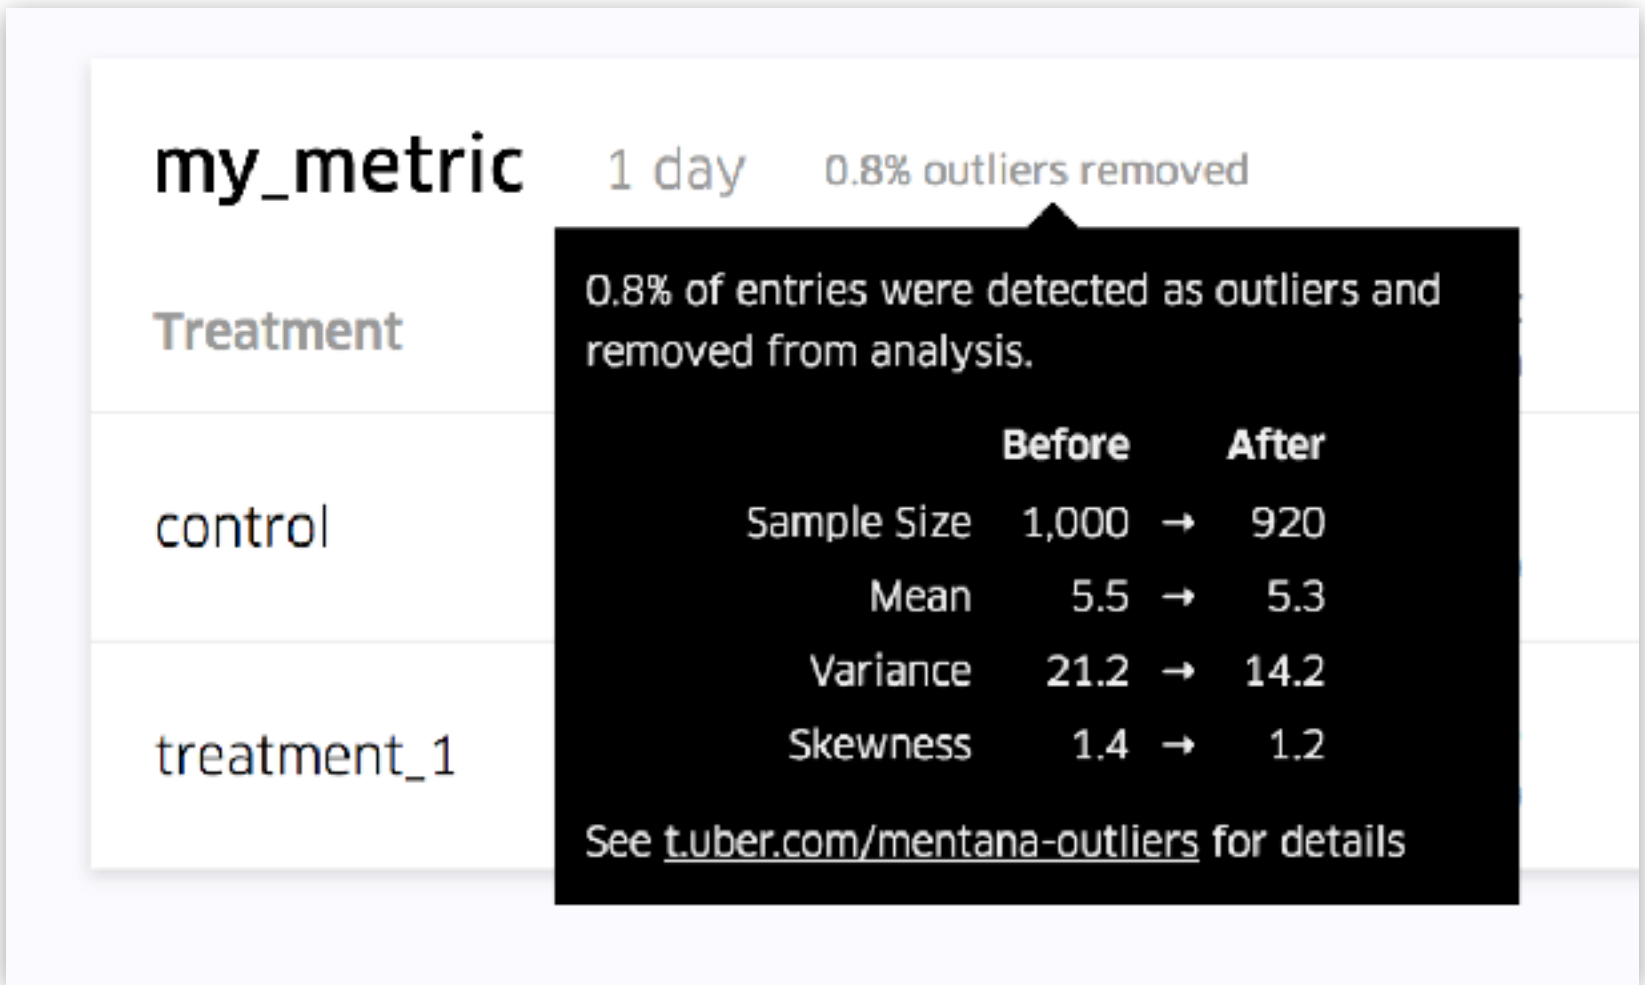 my_metric 1 day 0.8% outliers removed
0.8% of entries were detected as outliers and
removed from analysis.
Treatment
Before After
control
Sample Size 1,000 → 920
Mean 5.5 → 5.3
Variance 21.2 → 14.2
treatment_1
Skewness 1.4 → 1.2
See t.uber.com/mentana-outliers for details